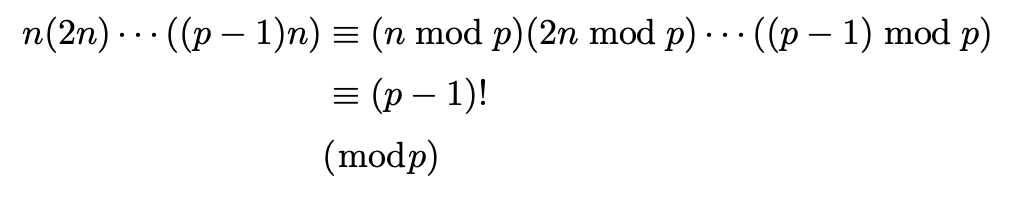 n(2n) ⋯ ((p − 1)n) ≡ (n mod p)(2n mod p) ⋯ ((p − 1) mod p)
≡ (p − 1)!
(modp)